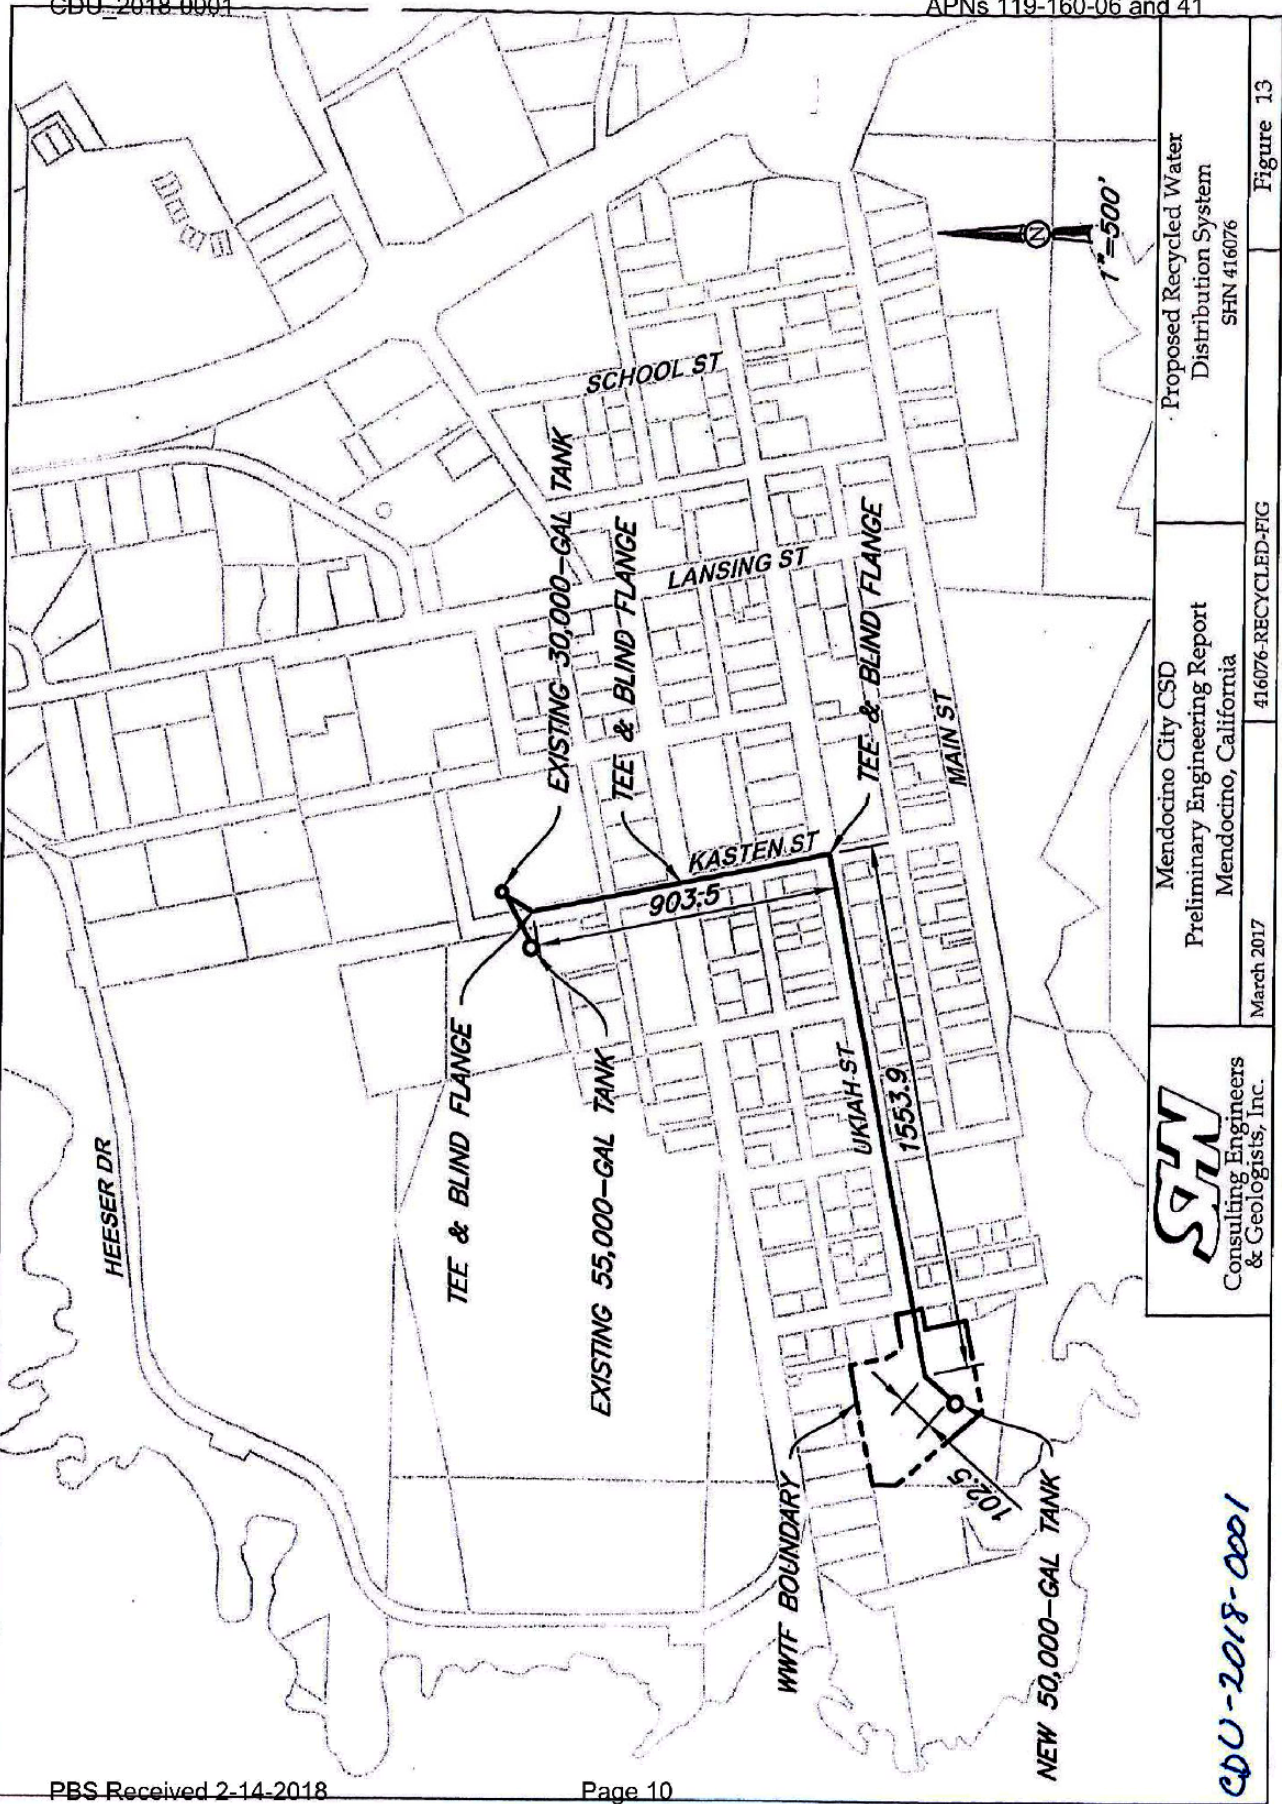 CDU_2018-0001
APNs 119-160-06 and 41
HEESER DR
SCHOOL ST
EXISTING 30,000-GAL TANK
TEE & BLIND FLANGE
LANSING ST
TEE & BLIND FLANGE
MAIN ST
KASTEN ST
903.5
TEE & BLIND FLANGE
EXISTING 55,000-GAL TANK
UKIAH ST
1553.9
WWTF BOUNDARY
102.5
NEW 50,000-GAL TANK
N
1"=500'
SHN
Consulting Engineers
& Geologists, Inc.
Mendocino City CSD
Preliminary Engineering Report
Mendocino, California
Proposed Recycled Water
Distribution System
SHN 416076
March 2017
416076-RECYCLED-FIG
Figure 13
CDU-2018-0001
PBS Received 2-14-2018
Page 10